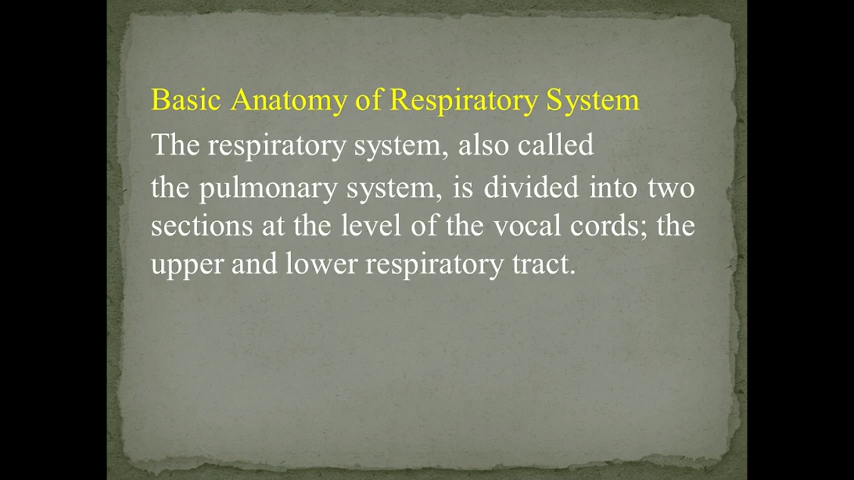 Basic Anatomy of Respiratory System
The respiratory system, also called
the pulmonary system, is divided into two
sections at the level of the vocal cords; the
upper and lower respiratory tract.